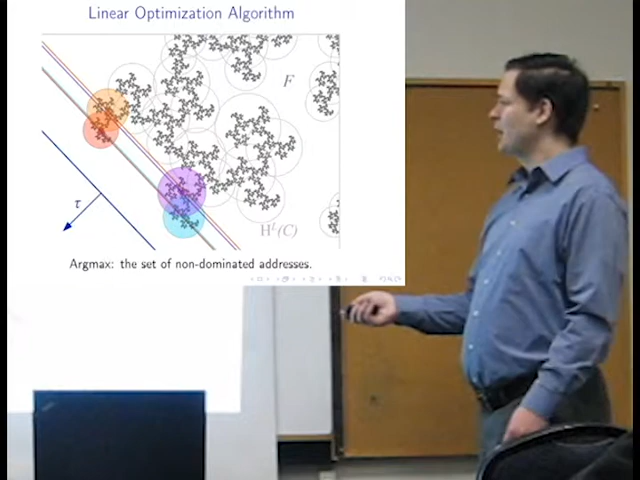 Linear Optimization Algorithm
F
τ
H^L(C)
Argmax: the set of non-dominated addresses.